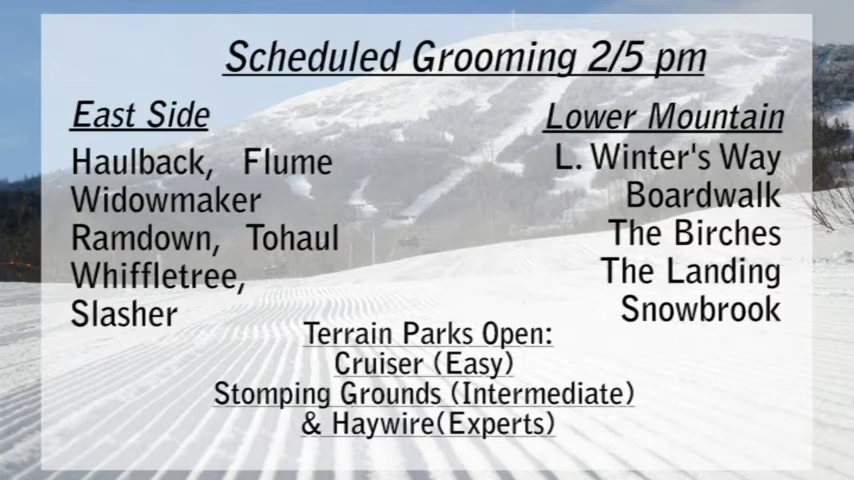 Scheduled Grooming 2/5 pm
East Side
Haulback, Flume
Widowmaker
Ramdown, Tohaul
Whiffletree,
Slasher
Lower Mountain
L. Winter's Way
Boardwalk
The Birches
The Landing
Snowbrook
Terrain Parks Open:
Cruiser (Easy)
Stomping Grounds (Intermediate)
& Haywire(Experts)